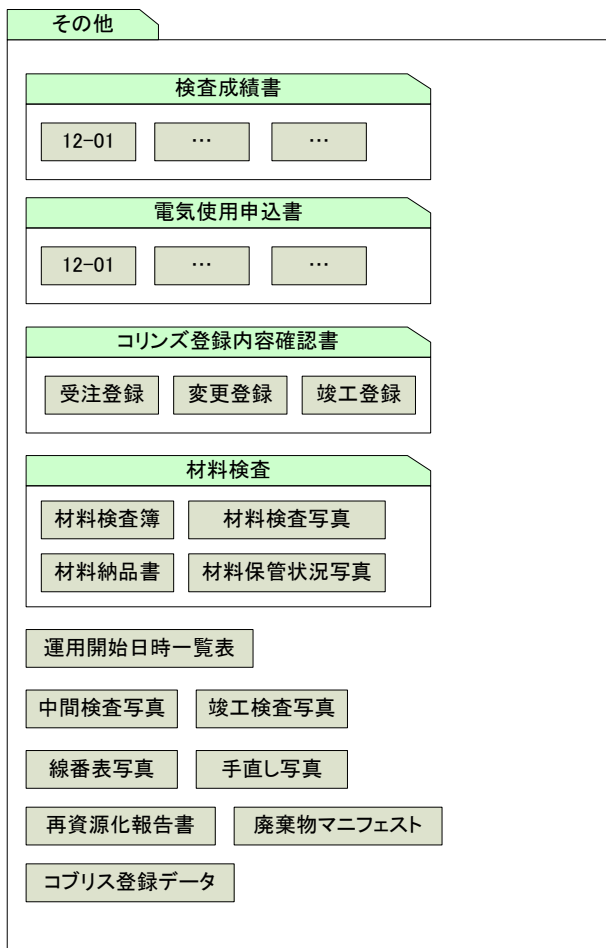 その他
検査成績書
12-01 … …
電気使用申込書
12-01 … …
コリンズ登録内容確認書
受注登録 変更登録 竣工登録
材料検査
材料検査簿 材料検査写真
材料納品書 材料保管状況写真
運用開始日時一覧表
中間検査写真 竣工検査写真
線番表写真 手直し写真
再資源化報告書 廃棄物マニフェスト
コブリス登録データ